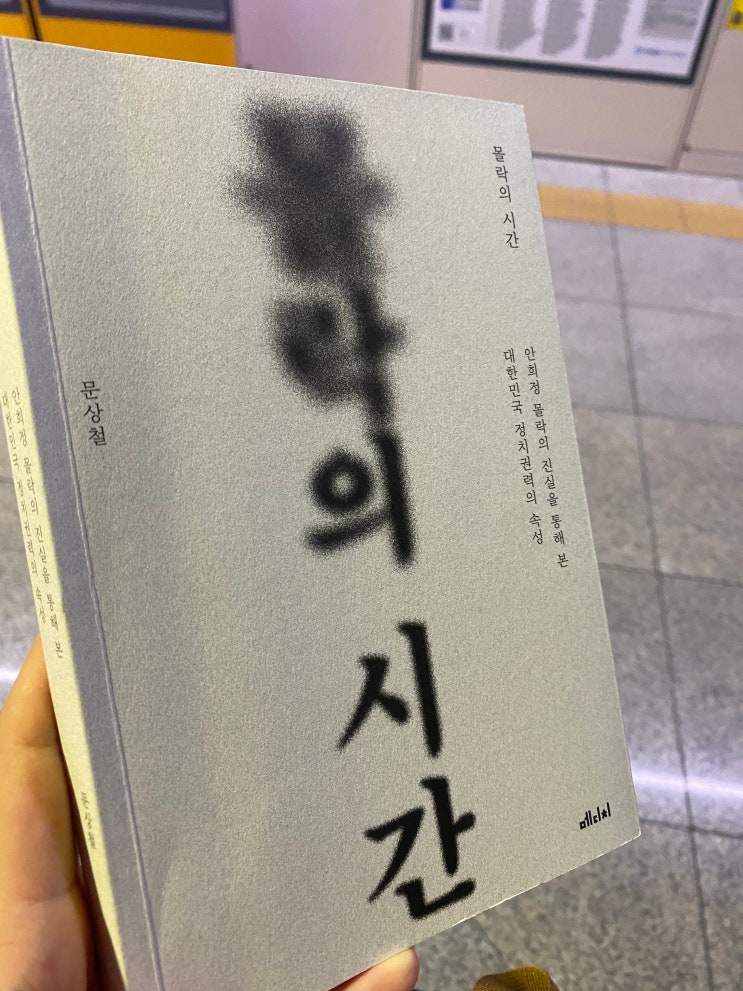 몰락의 시간
몰락의 시간
안희정 몰락의 진실을 통해 본
대한민국 정치권력의 속성
문상철
메디치
안희정 몰락의 진실을 통해 본
대한민국 정치권력의 속성
문상철